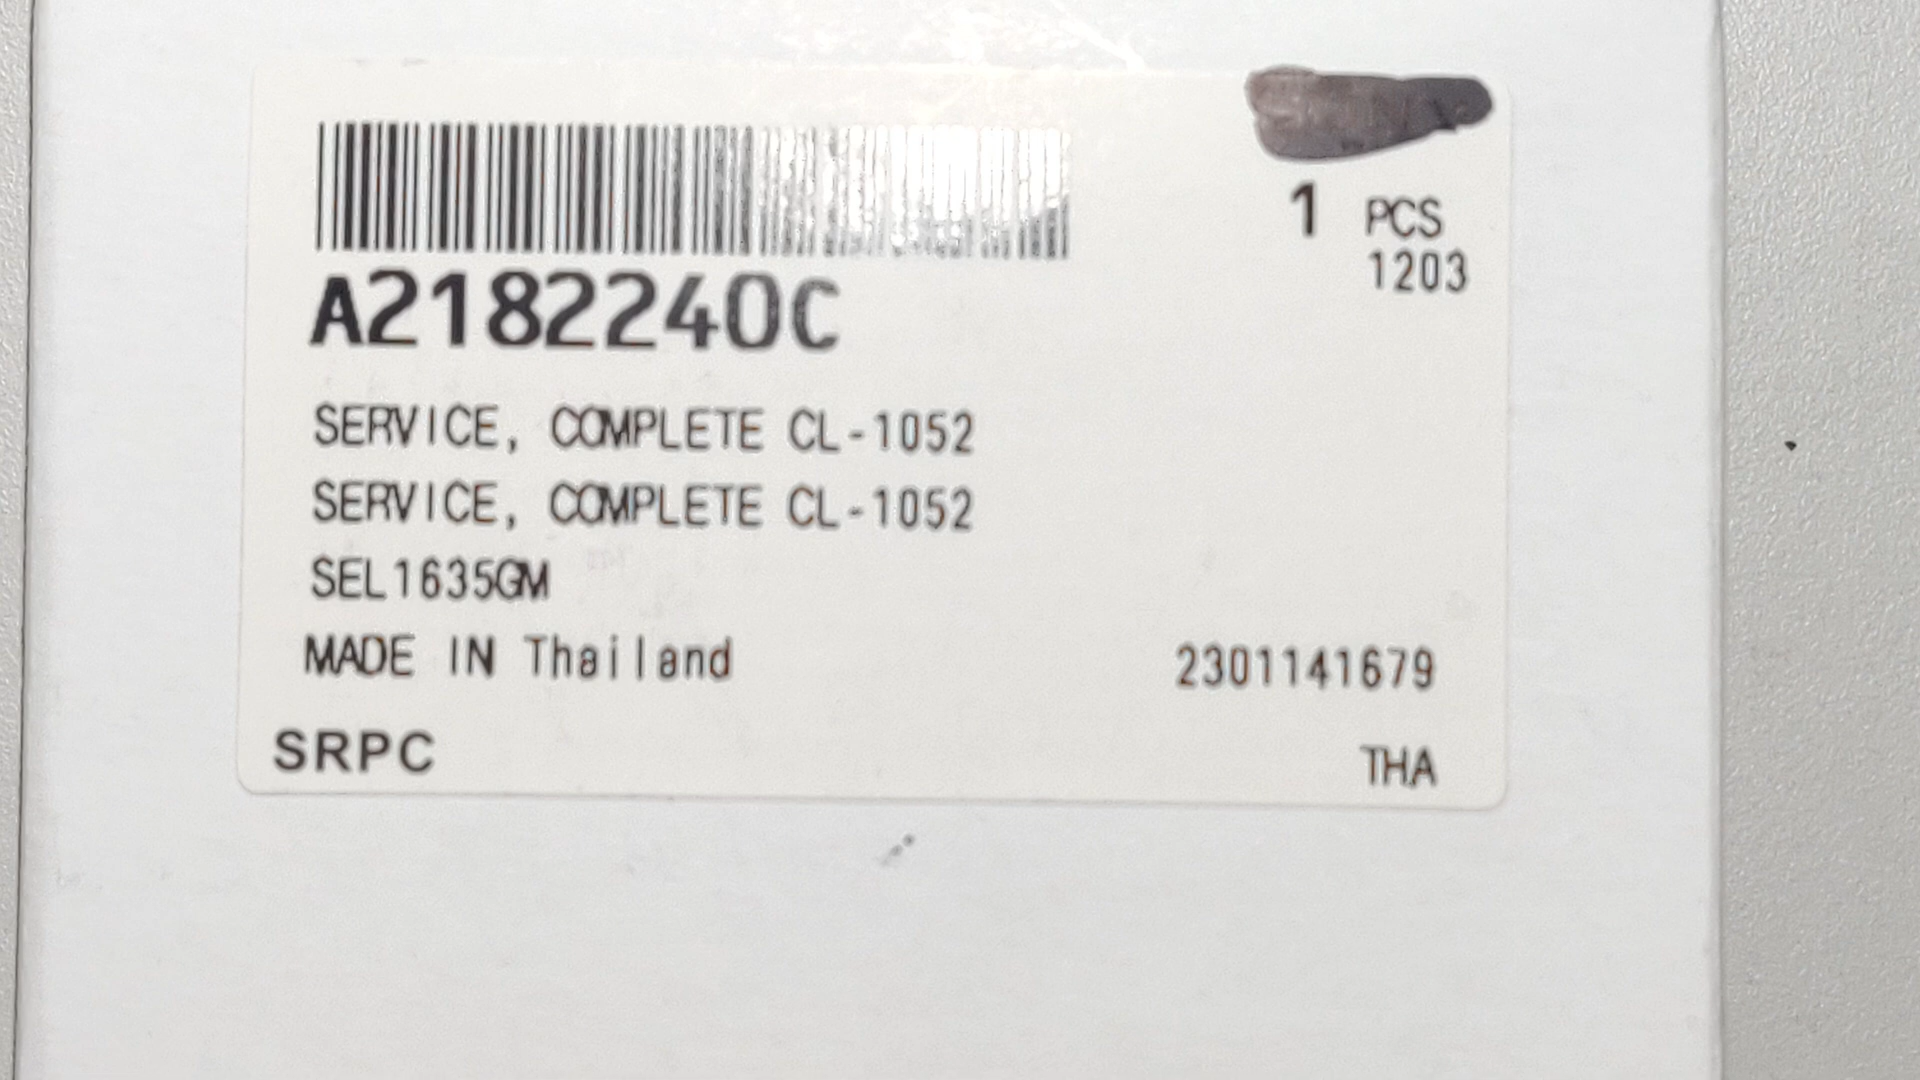 1 PCS
1203
A2182240C
SERVICE, COMPLETE CL-1052
SERVICE, COMPLETE CL-1052
SEL1635GM
MADE IN Thailand 2301141679
SRPC THA